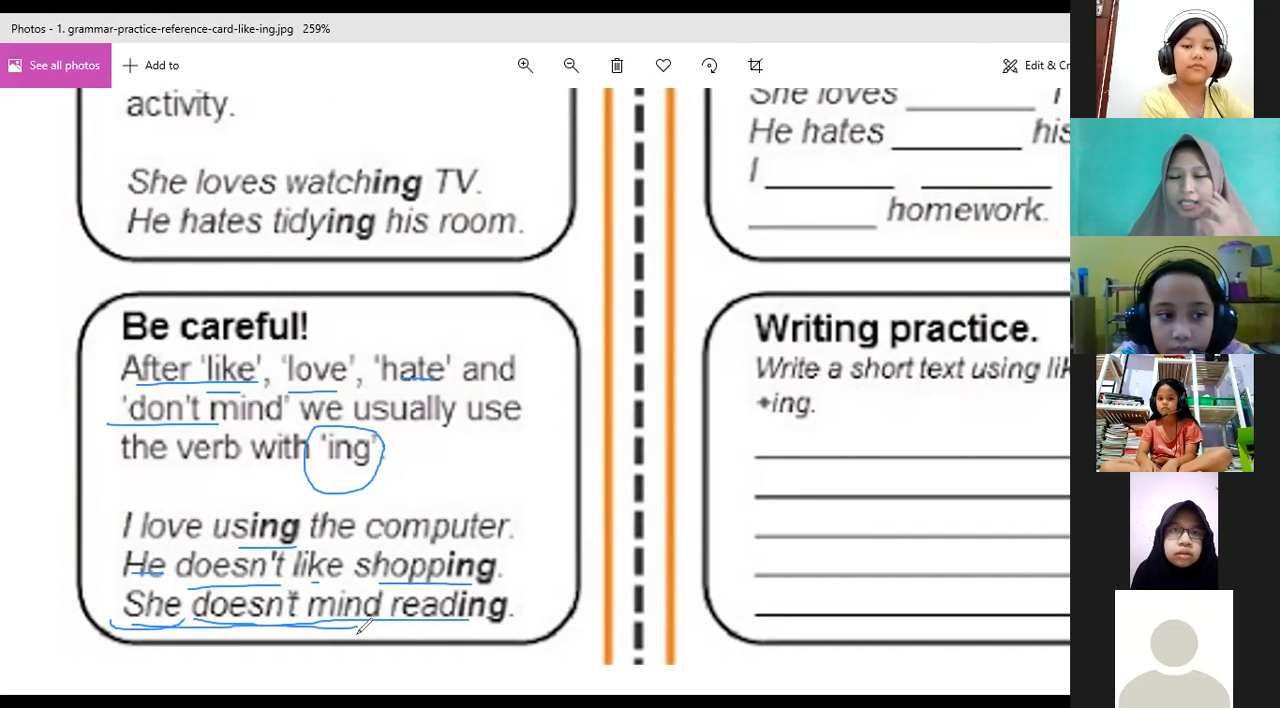 Photos - 1. grammar-practice-reference-card-like-ing.jpg 259%
See all photos
Add to
Edit & Cr
activity.
She loves watching TV.
He hates tidying his room.
Be careful!
After 'like', 'love', 'hate' and
'don't mind' we usually use
the verb with 'ing'.
I love using the computer.
He doesn't like shopping.
She doesn't mind reading.
She loves
He hates his
I
homework.
Writing practice.
Write a short text using lik
+ing.